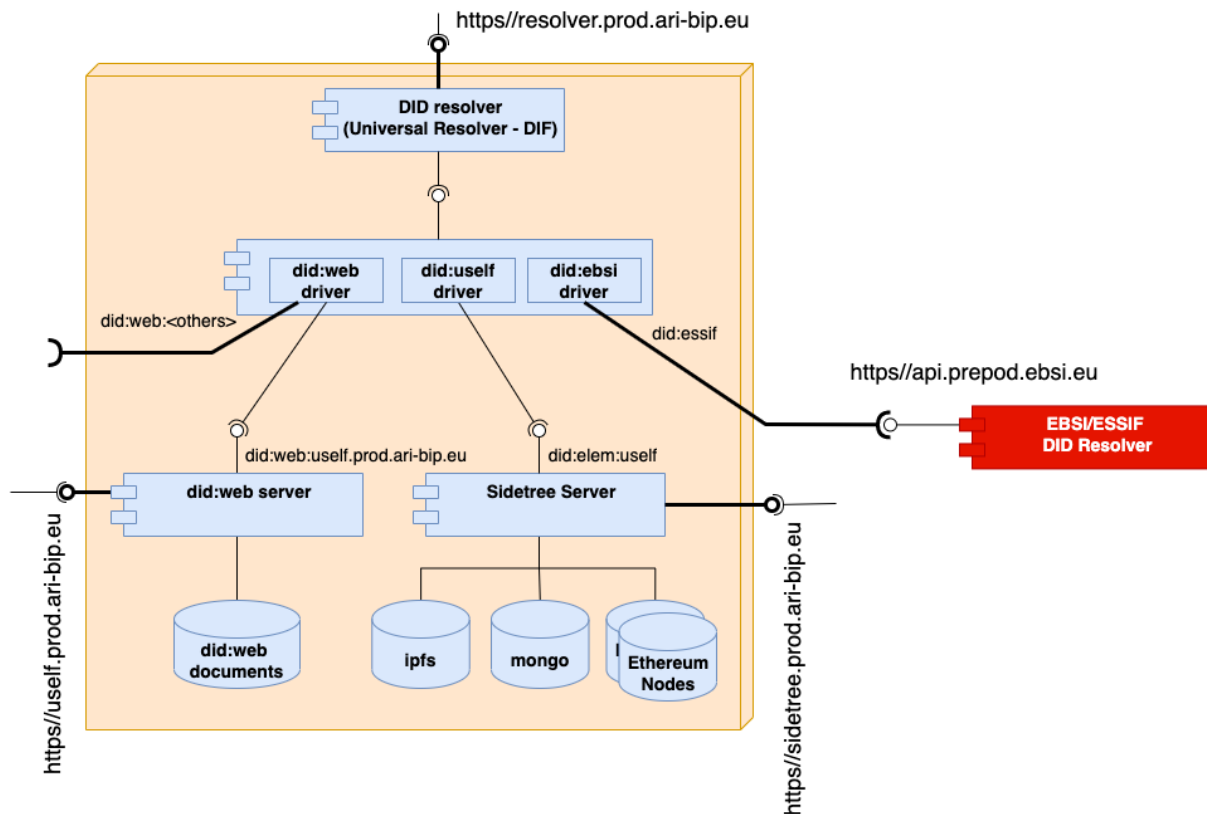 https//resolver.prod.ari-bip.eu
DID resolver
(Universal Resolver - DIF)
did:web
driver
did:uself
driver
did:ebsi
driver
did:web:<others>
did:essif
https//api.prepod.ebsi.eu
EBSI/ESSIF
DID Resolver
did:web:uself.prod.ari-bip.eu
did:elem:uself
did:web server
Sidetree Server
https//uself.prod.ari-bip.eu
https//sidetree.prod.ari-bip.eu
did:web
documents
ipfs
mongo
Ethereum
Nodes